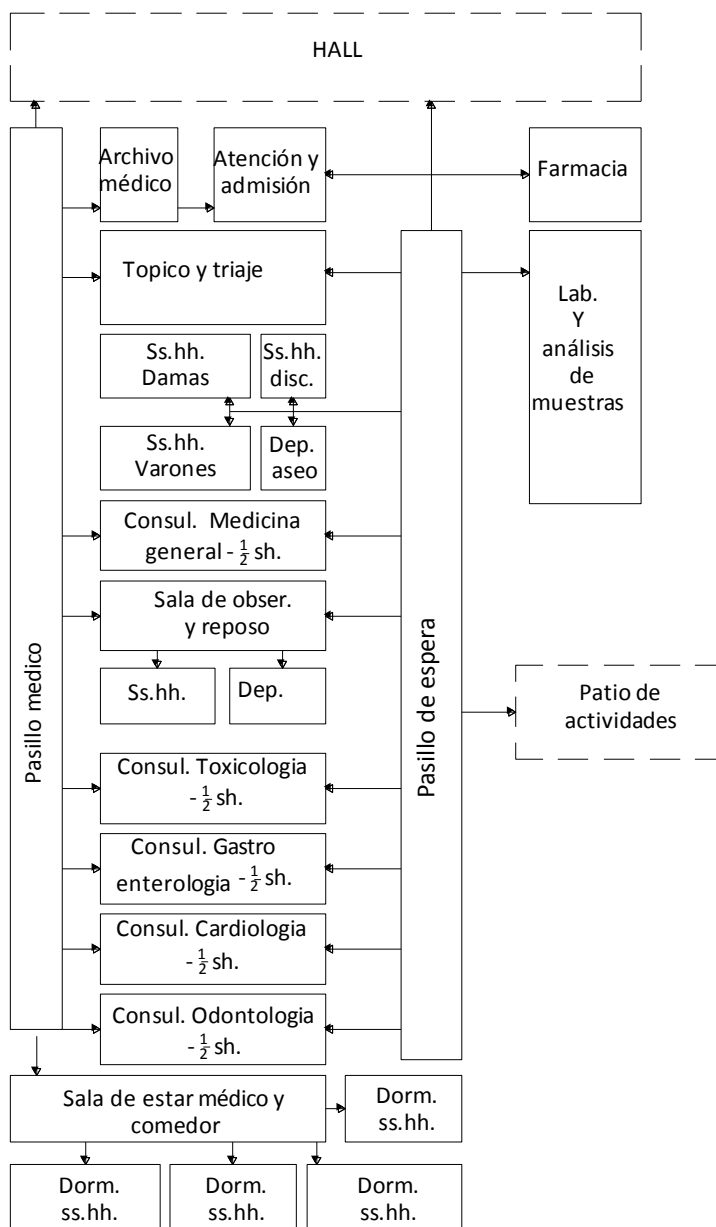 HALL
Archivo
médico
Atención y
admisión
Farmacia
Topico y triaje
Lab.
Y
análisis
de
muestras
Ss.hh.
Damas
Ss.hh.
disc.
Ss.hh.
Varones
Dep.
aseo
Consul. Medicina
general - 1/2 sh.
Sala de obser.
y reposo
Ss.hh.
Dep.
Pasillo medico
Pasillo de espera
Patio de
actividades
Consul. Toxicologia
- 1/2 sh.
Consul. Gastro
enterologia - 1/2 sh.
Consul. Cardiologia
- 1/2 sh.
Consul. Odontologia
- 1/2 sh.
Sala de estar médico y
comedor
Dorm.
ss.hh.
Dorm.
ss.hh.
Dorm.
ss.hh.
Dorm.
ss.hh.